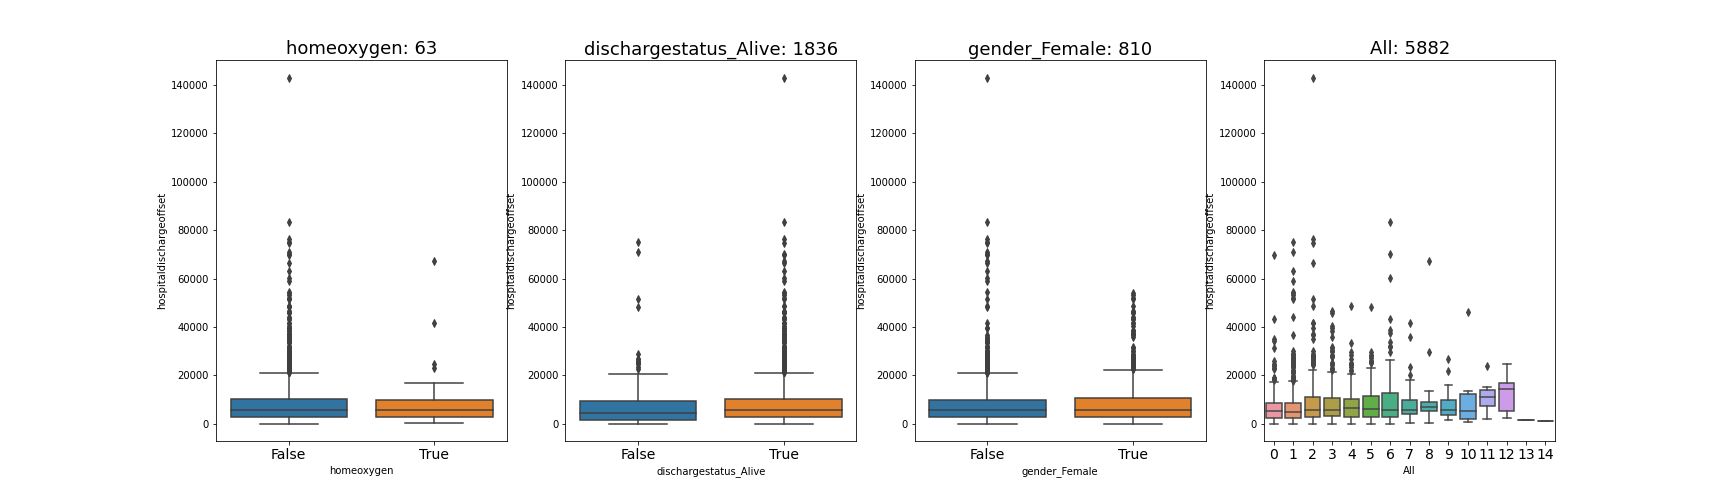 homeoxygen: 63
dischargestatus_Alive: 1836
gender_Female: 810
All: 5882
hospitaldischargeoffset
140000
120000
100000
80000
60000
40000
20000
0
False True
homeoxygen
hospitaldischargeoffset
140000
120000
100000
80000
60000
40000
20000
0
False True
dischargestatus_Alive
hospitaldischargeoffset
140000
120000
100000
80000
60000
40000
20000
0
False True
gender_Female
hospitaldischargeoffset
140000
120000
100000
80000
60000
40000
20000
0
0 1 2 3 4 5 6 7 8 9 10 11 12 13 14
All